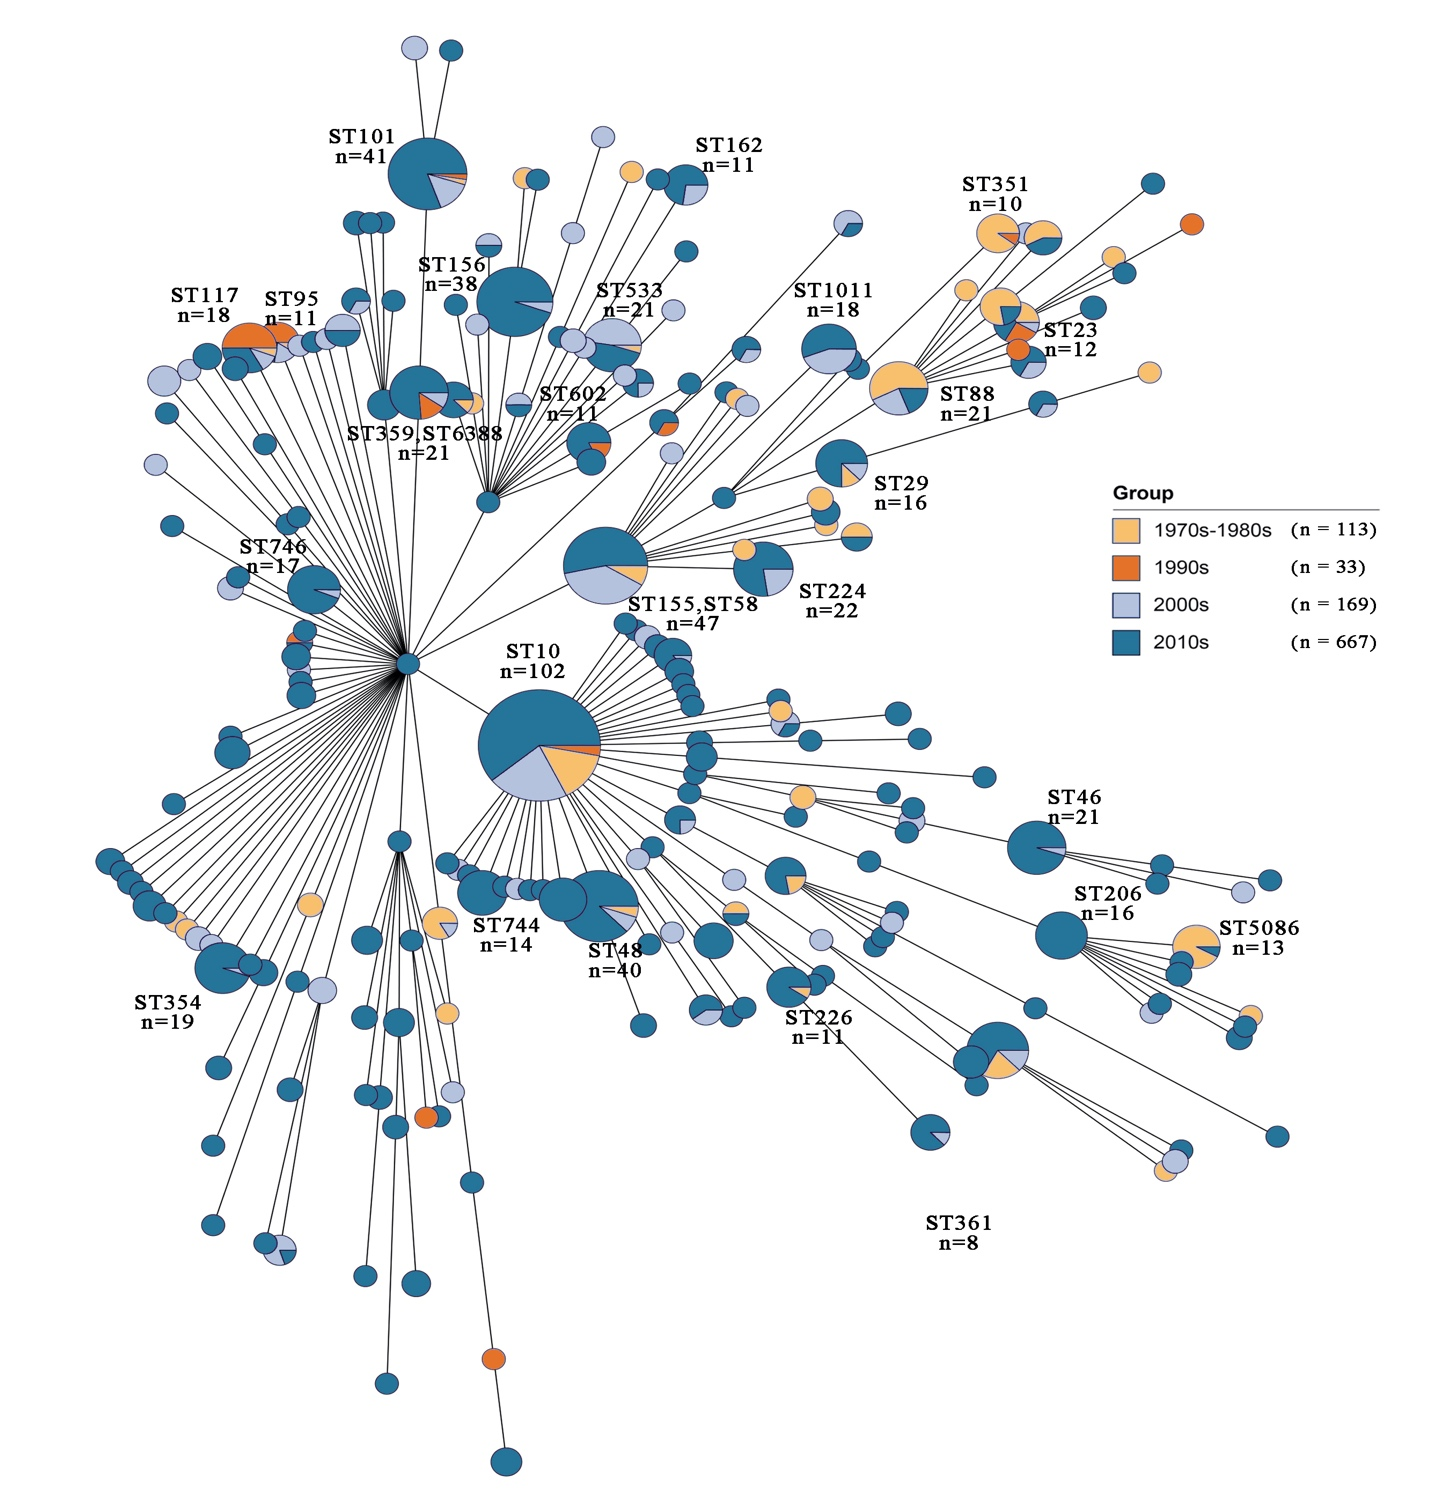 ST101
n=41
ST162
n=11
ST351
n=10
ST156
n=38
ST117
n=18
ST95
n=11
ST533
n=21
ST1011
n=18
ST23
n=12
ST602
n=11
ST88
n=21
ST359,ST6388
n=21
ST29
n=16
ST746
n=17
ST224
n=22
ST155,ST58
n=47
Group
1970s-1980s (n = 113)
1990s (n = 33)
2000s (n = 169)
2010s (n = 667)
ST10
n=102
ST46
n=21
ST206
n=16
ST5086
n=13
ST744
n=14
ST48
n=40
ST354
n=19
ST226
n=11
ST361
n=8